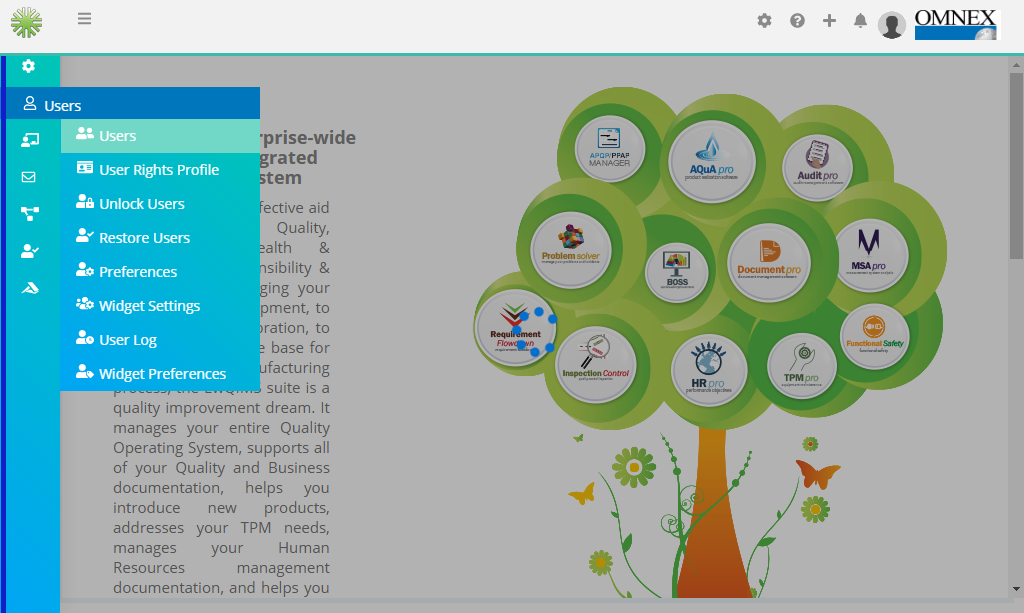 OMNEX
Users
Users
User Rights Profile
Unlock Users
Restore Users
Preferences
Widget Settings
User Log
Widget Preferences
rprise-wide
grated
stem
fective aid
Quality,
ealth &
nsibility &
ging your
pment, to
oration, to
e base for
nufacturing
process, the EwQIMS suite is a
quality improvement dream. It
manages your entire Quality
Operating System, supports all
of your Quality and Business
documentation, helps you
introduce new products,
addresses your TPM needs,
manages your Human
Resources management
documentation, and helps you
APQP/PPAP
MANAGER
AQuA pro
Audit pro
Problem solver
BOSS
Document pro
MSA pro
Requirement
Flowdown
Inspection Control
HR pro
performance objectives
TPM pro
Functional Safety
functional safety